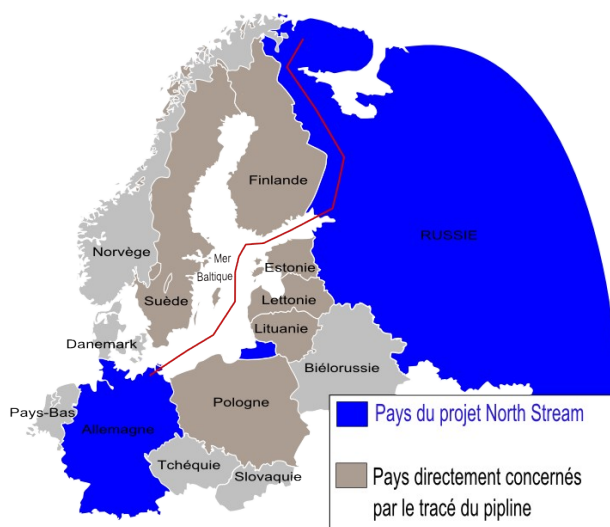 Finlande
Norvège
RUSSIE
Mer
Baltique
Estonie
Suède
Lettonie
Lituanie
Danemark
Biélorussie
Pays-Bas
Pologne
Allemagne
Tchéquie
Slovaquie
Pays du projet North Stream
Pays directement concernés
par le tracé du pipline